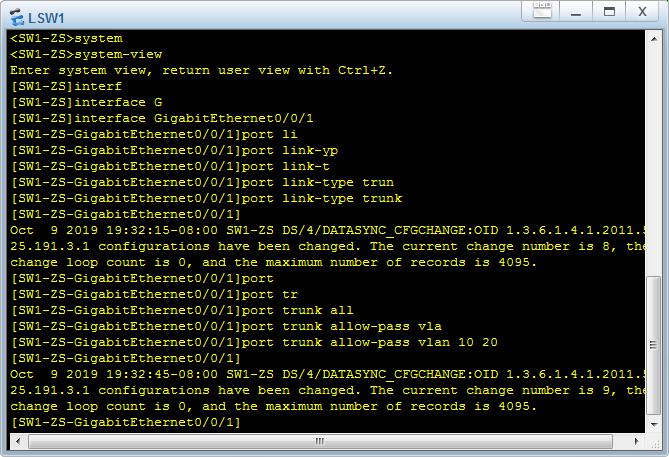 LSW1
X
<SW1-ZS>system
<SW1-ZS>system-view
Enter system view, return user view with Ctrl+Z.
[SW1-ZS]interf
[SW1-ZS]interface G
[SW1-ZS]interface GigabitEthernet0/0/1
[SW1-ZS-GigabitEthernet0/0/1]port li
[SW1-ZS-GigabitEthernet0/0/1]port link-yp
[SW1-ZS-GigabitEthernet0/0/1]port link-t
[SW1-ZS-GigabitEthernet0/0/1]port link-type trun
[SW1-ZS-GigabitEthernet0/0/1]port link-type trunk
[SW1-ZS-GigabitEthernet0/0/1]
Oct  9 2019 19:32:15-08:00 SW1-ZS DS/4/DATASYNC_CFGCHANGE:OID 1.3.6.1.4.1.2011.5
25.191.3.1 configurations have been changed. The current change number is 8, the
change loop count is 0, and the maximum number of records is 4095.
[SW1-ZS-GigabitEthernet0/0/1]port
[SW1-ZS-GigabitEthernet0/0/1]port tr
[SW1-ZS-GigabitEthernet0/0/1]port trunk all
[SW1-ZS-GigabitEthernet0/0/1]port trunk allow-pass vla
[SW1-ZS-GigabitEthernet0/0/1]port trunk allow-pass vlan 10 20
[SW1-ZS-GigabitEthernet0/0/1]
Oct  9 2019 19:32:45-08:00 SW1-ZS DS/4/DATASYNC_CFGCHANGE:OID 1.3.6.1.4.1.2011.5
25.191.3.1 configurations have been changed. The current change number is 9, the
change loop count is 0, and the maximum number of records is 4095.
[SW1-ZS-GigabitEthernet0/0/1]